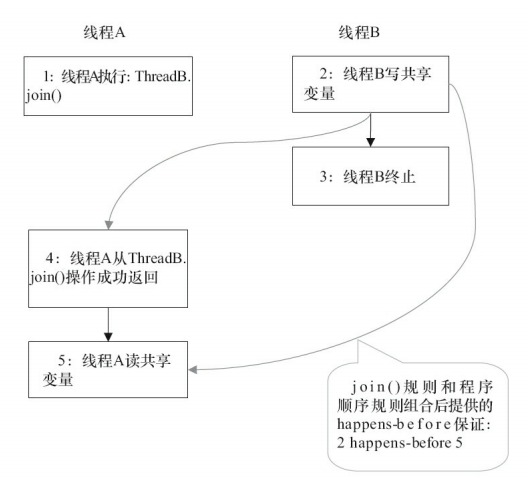 线程A
线程B
1：线程A执行：ThreadB.
join()
2：线程B写共享
变量
3：线程B终止
4：线程A从ThreadB.
join()操作成功返回
5：线程A读共享
变量
join()规则和程序
顺序规则组合后提供的
happens-before保证：
2 happens-before 5